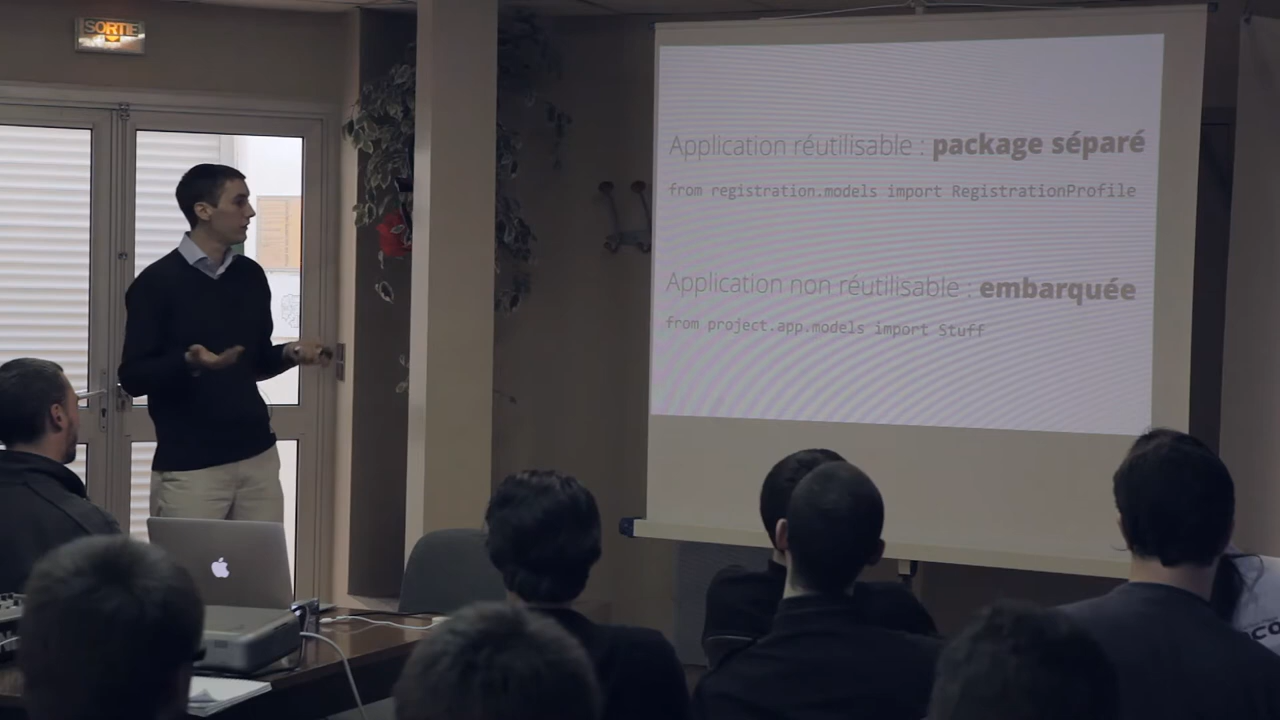 SORTIE
Application réutilisable : package séparé
from registration.models import RegistrationProfile
Application non réutilisable : embarquée
from project.app.models import Stuff